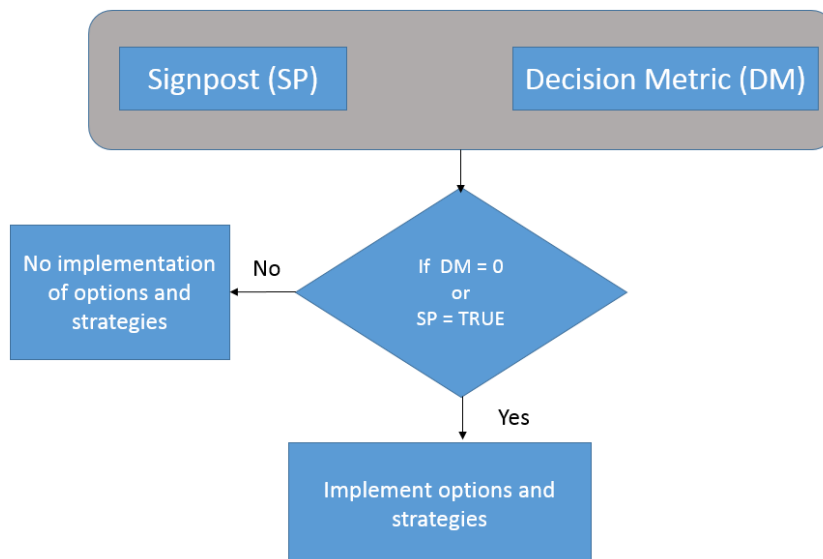 Signpost (SP)
Decision Metric (DM)
If DM = 0
or
SP = TRUE
No
No implementation
of options and
strategies
Yes
Implement options and
strategies